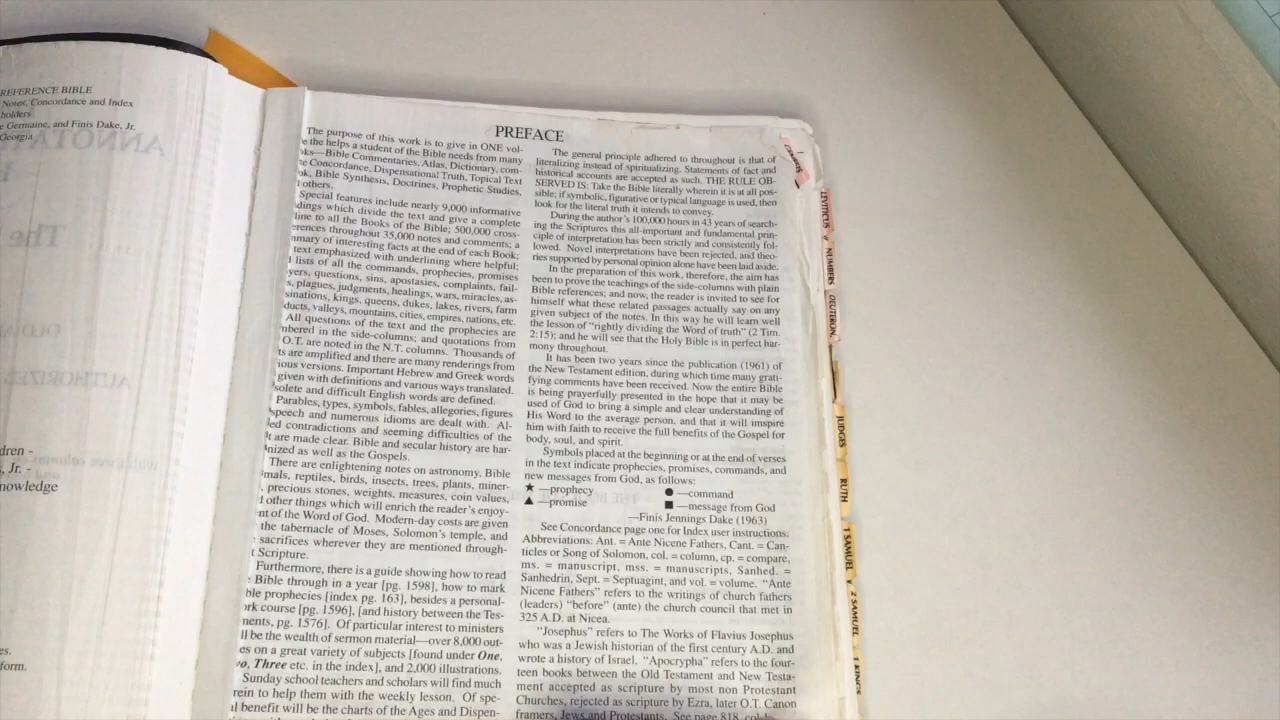 REFERENCE BIBLE
Notes, Concordance and Index
holders
e Germaine, and Finis Dake, Jr.
Georgia
dren -
s, Jr. -
nowledge
es.
form.
PREFACE
The purpose of this work is to give in ONE vol-
e the helps a student of the Bible needs from many
ks—Bible Commentaries, Atlas, Dictionary, com-
te Concordance, Dispensational Truth, Topical Text
ok, Bible Synthesis, Doctrines, Prophetic Studies,
l others.
Special features include nearly 9,000 informative
dings which divide the text and give a complete
line to all the Books of the Bible; 500,000 cross-
erences throughout 35,000 notes and comments; a
mmary of interesting facts at the end of each Book;
text emphasized with underlining where helpful;
l lists of all the commands, prophecies, promises
yers, questions, sins, apostasies, complaints, fail-
s, plagues, judgments, healings, wars, miracles, as-
sinations, kings, queens, dukes, lakes, rivers, farm
ducts, valleys, mountains, cities, empires, nations, etc.
All questions of the text and the prophecies are
mbered in the side-columns; and quotations from
O.T. are noted in the N.T. columns. Thousands of
ts are amplified and there are many renderings from
ious versions. Important Hebrew and Greek words
given with definitions and various ways translated.
solete and difficult English words are defined.
Parables, types, symbols, fables, allegories, figures
speech and numerous idioms are dealt with. Al-
ed contradictions and seeming difficulties of the
t are made clear. Bible and secular history are har-
nized as well as the Gospels.
There are enlightening notes on astronomy, Bible
mals, reptiles, birds, insects, trees, plants, miner-
, precious stones, weights, measures, coin values,
d other things which will enrich the reader's enjoy-
nt of the Word of God. Modern-day costs are given
the tabernacle of Moses, Solomon's temple, and
sacrifices wherever they are mentioned through-
t Scripture.
Furthermore, there is a guide showing how to read
Bible through in a year [pg. 1598], how to mark
ble prophecies [index pg. 163], besides a personal-
rk course [pg. 1596], [and history between the Tes-
ments, pg. 1576]. Of particular interest to ministers
ll be the wealth of sermon material—over 8,000 out-
es on a great variety of subjects [found under One,
vo, Three etc. in the index], and 2,000 illustrations.
Sunday school teachers and scholars will find much
rein to help them with the weekly lesson. Of spe-
al benefit will be the charts of the Ages and Dispen-
The general principle adhered to throughout is that of
literalizing instead of spiritualizing. Statements of fact and
historical accounts are accepted as such. THE RULE OB-
SERVED IS: Take the Bible literally wherein it is at all pos-
sible; if symbolic, figurative or typical language is used, then
look for the literal truth it intends to convey.
During the author's 100,000 hours in 43 years of search-
ing the Scriptures this all-important and fundamental prin-
ciple of interpretation has been strictly and consistently fol-
lowed. Novel interpretations have been rejected, and theo-
ries supported by personal opinion alone have been laid aside.
In the preparation of this work, therefore, the aim has
been to prove the teachings of the side-columns with plain
Bible references; and now, the reader is invited to see for
himself what these related passages actually say on any
given subject of the notes. In this way he will learn well
the lesson of "rightly dividing the Word of truth" (2 Tim.
2:15); and he will see that the Holy Bible is in perfect har-
mony throughout.
It has been two years since the publication (1961) of
the New Testament edition, during which time many grati-
fying comments have been received. Now the entire Bible
is being prayerfully presented in the hope that it may be
used of God to bring a simple and clear understanding of
His Word to the average person, and that it will inspire
him with faith to receive the full benefits of the Gospel for
body, soul, and spirit.
Symbols placed at the beginning or at the end of verses
in the text indicate prophecies, promises, commands, and
new messages from God, as follows:
★ —prophecy ● —command
▲ —promise ■ —message from God
—Finis Jennings Dake (1963)
See Concordance page one for Index user instructions.
Abbreviations: Ant. = Ante Nicene Fathers, Cant. = Can-
ticles or Song of Solomon, col. = column, cp. = compare,
ms. = manuscript, mss. = manuscripts, Sanhed. =
Sanhedrin, Sept. = Septuagint, and vol. = volume. "Ante
Nicene Fathers" refers to the writings of church fathers
(leaders) "before" (ante) the church council that met in
325 A.D. at Nicea.
"Josephus" refers to The Works of Flavius Josephus
who was a Jewish historian of the first century A.D. and
wrote a history of Israel. "Apocrypha" refers to the four-
teen books between the Old Testament and New Testa-
ment accepted as scripture by most non Protestant
Churches, rejected as scripture by Ezra, later O.T. Canon
framers, Jews and Protestants. See page 818, col.
GENESIS
LEVITICUS
NUMBERS
DEUTERON.
JUDGES
RUTH
1 SAMUEL
2 SAMUEL
1 KINGS